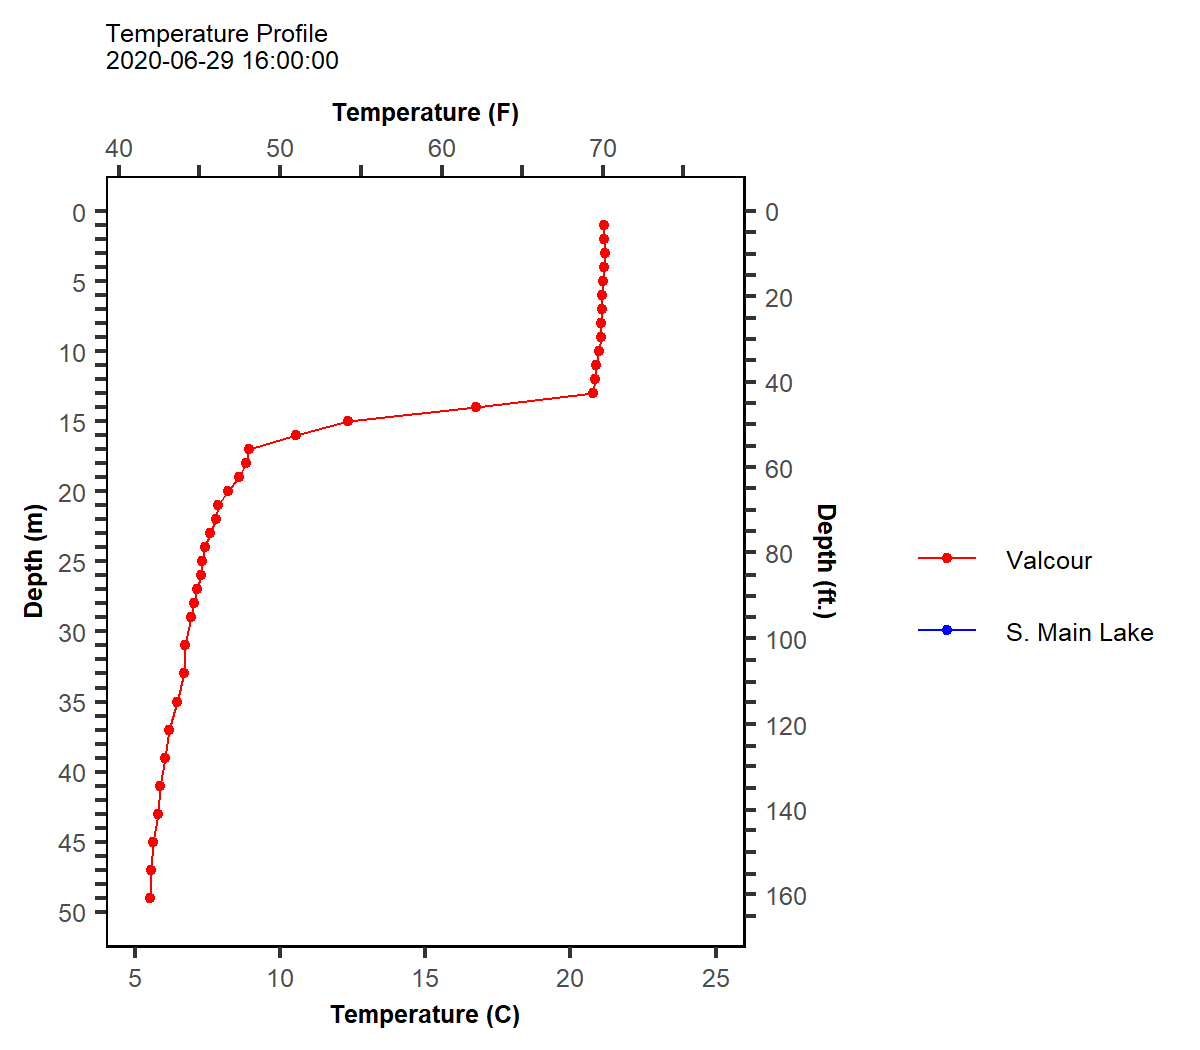 Temperature Profile
2020-06-29 16:00:00
Temperature (F)
40 50 60 70
0
5
10
15
20
25
30
35
40
45
50
Depth (m)
0
20
40
60
80
100
120
140
160
Depth (ft.)
Valcour
S. Main Lake
5 10 15 20 25
Temperature (C)